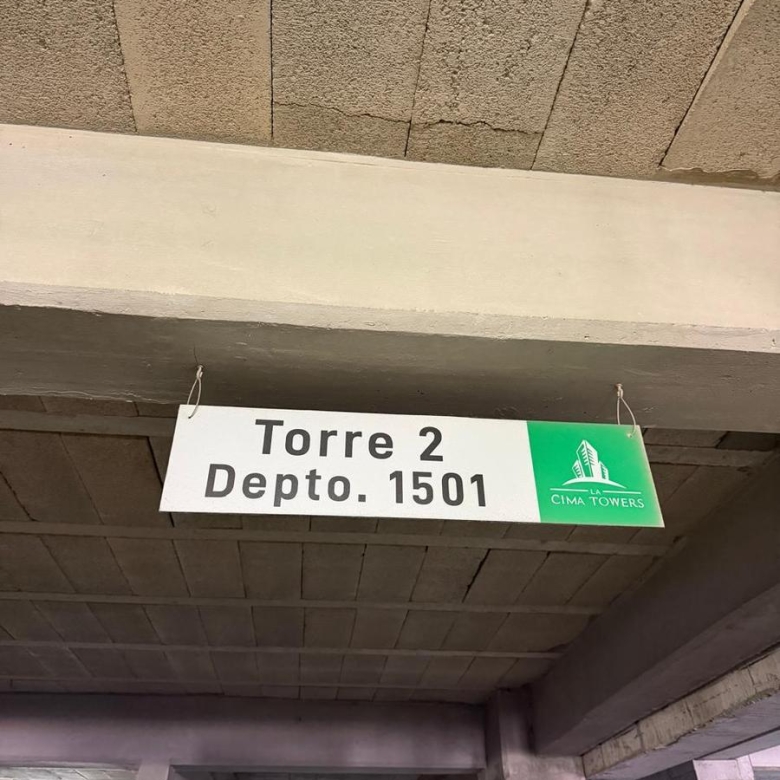 Torre 2
Depto. 1501
LA
CIMA TOWERS